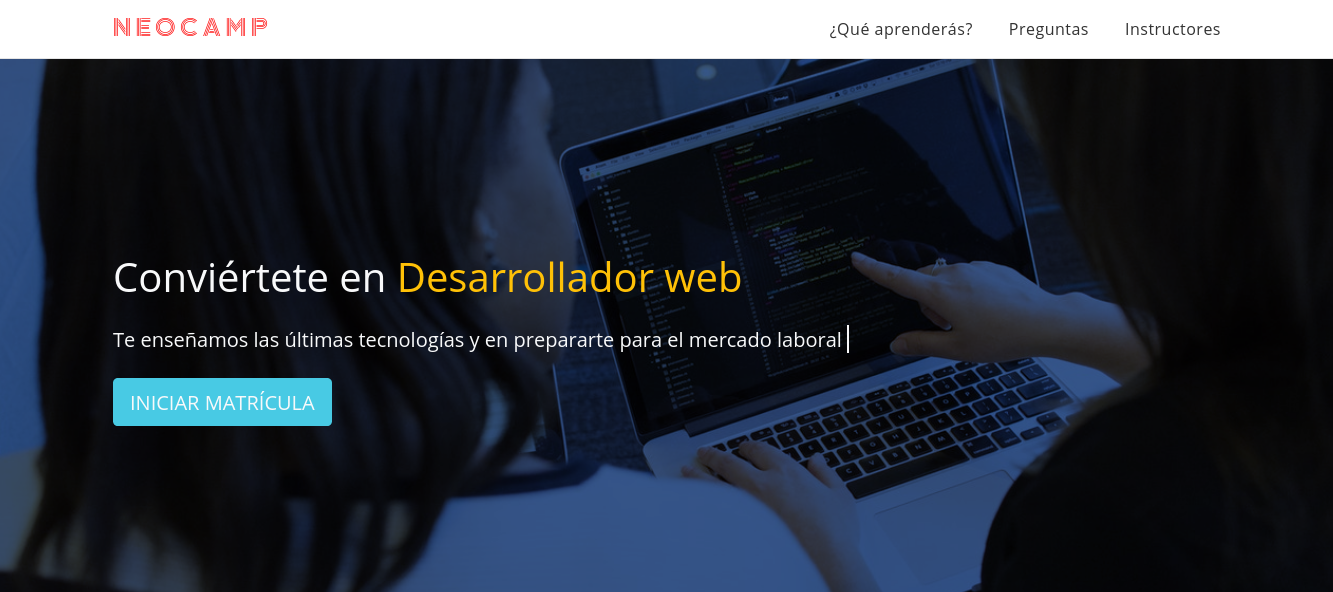 NEOCAMP
¿Qué aprenderás? Preguntas Instructores
Conviértete en Desarrollador web
Te enseñamos las últimas tecnologías y en prepararte para el mercado laboral
INICIAR MATRÍCULA